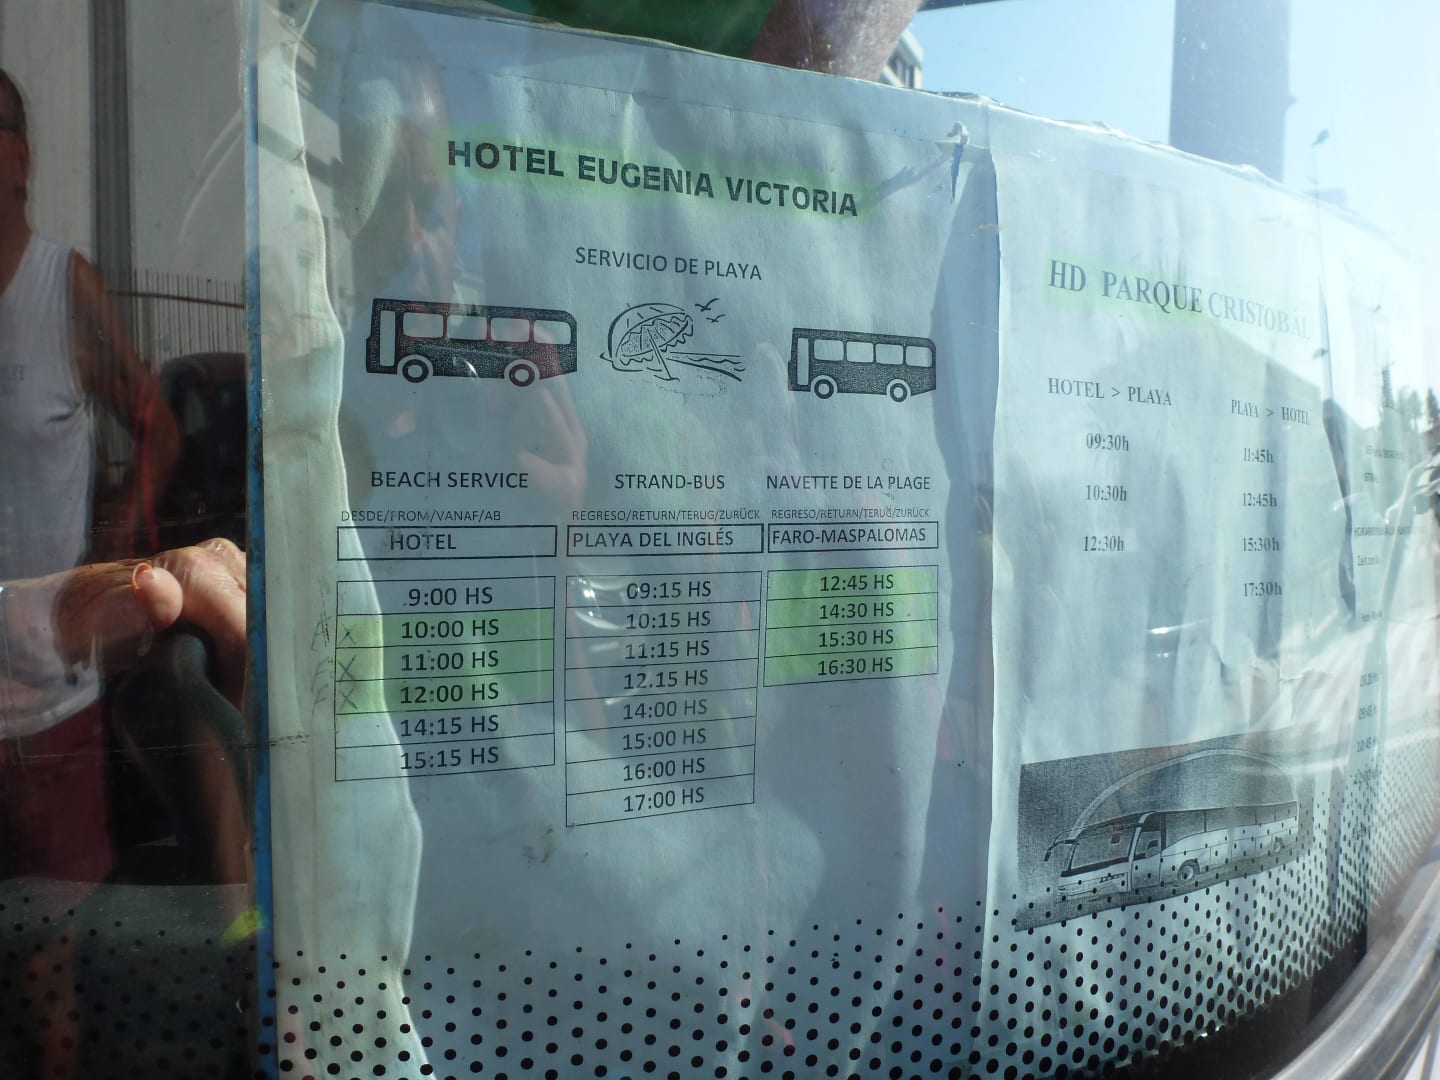 HOTEL EUGENIA VICTORIA
SERVICIO DE PLAYA
BEACH SERVICE
DESDE/FROM/VANAF/AB
HOTEL
9:00 HS
10:00 HS
11:00 HS
12:00 HS
14:15 HS
15:15 HS
STRAND-BUS
REGRESO/RETURN/TERUG/ZURÜCK
PLAYA DEL INGLÉS
09:15 HS
10:15 HS
11:15 HS
12.15 HS
14:00 HS
15:00 HS
16:00 HS
17:00 HS
NAVETTE DE LA PLAGE
REGRESO/RETURN/TERUG/ZURÜCK
FARO-MASPALOMAS
12:45 HS
14:30 HS
15:30 HS
16:30 HS
HD PARQUE CRISTOBAL
HOTEL > PLAYA
09:30h
10:30h
12:30h
PLAYA > HOTEL
11:45h
12:45h
15:30h
17:30h